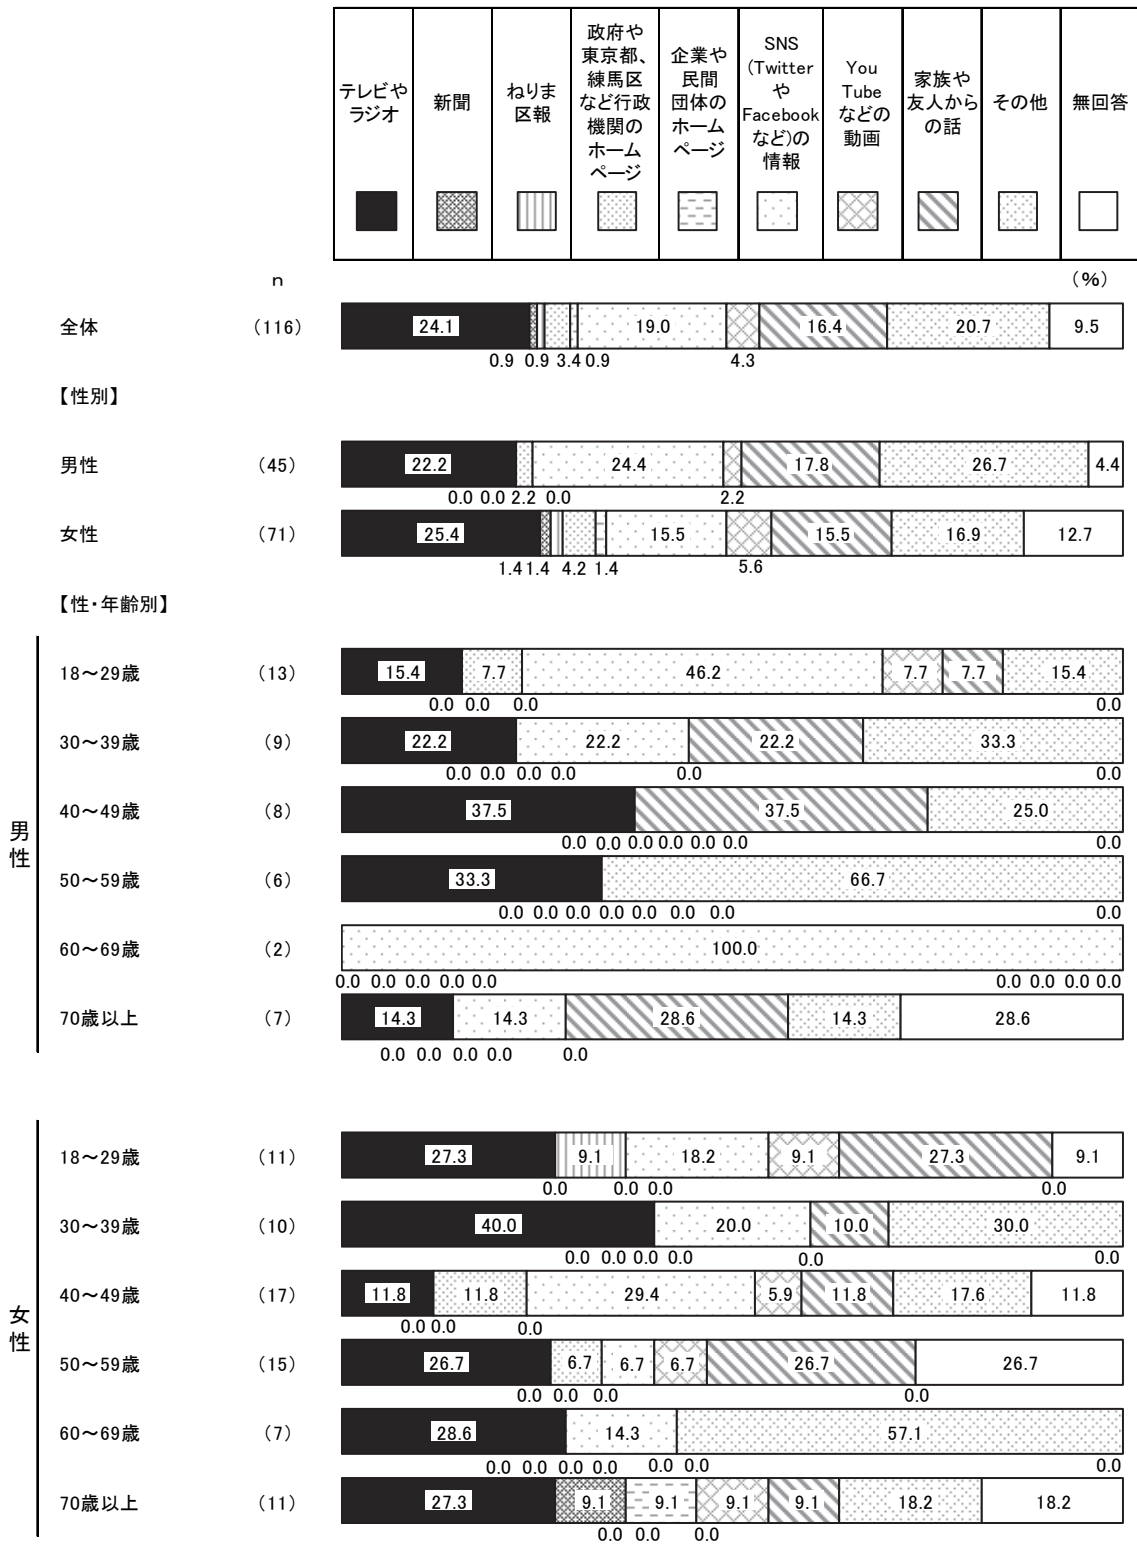 テレビや
ラジオ
新聞
ねりま
区報
政府や
東京都、
練馬区
など行政
機関の
ホーム
ページ
企業や
民間
団体の
ホーム
ページ
SNS
(Twitter
や
Facebook
など)の
情報
You
Tube
などの
動画
家族や
友人から
の話
その他
無回答
n
(%)
全体 (116) 24.1 19.0 16.4 20.7 9.5
0.9 0.9 3.4 0.9 4.3
【性別】
男性 (45) 22.2 24.4 17.8 26.7 4.4
0.0 0.0 2.2 0.0 2.2
女性 (71) 25.4 15.5 15.5 16.9 12.7
1.4 1.4 4.2 1.4 5.6
【性・年齢別】
男性
18～29歳 (13) 15.4 7.7 46.2 7.7 7.7 15.4
0.0 0.0 0.0 0.0
30～39歳 (9) 22.2 22.2 22.2 33.3
0.0 0.0 0.0 0.0 0.0 0.0
40～49歳 (8) 37.5 37.5 25.0
0.0 0.0 0.0 0.0 0.0 0.0 0.0
50～59歳 (6) 33.3 66.7
0.0 0.0 0.0 0.0 0.0 0.0 0.0 0.0
60～69歳 (2) 100.0
0.0 0.0 0.0 0.0 0.0 0.0 0.0 0.0 0.0
70歳以上 (7) 14.3 14.3 28.6 14.3 28.6
0.0 0.0 0.0 0.0 0.0
女性
18～29歳 (11) 27.3 9.1 18.2 9.1 27.3 9.1
0.0 0.0 0.0 0.0
30～39歳 (10) 40.0 20.0 10.0 30.0
0.0 0.0 0.0 0.0 0.0 0.0
40～49歳 (17) 11.8 11.8 29.4 5.9 11.8 17.6 11.8
0.0 0.0 0.0
50～59歳 (15) 26.7 6.7 6.7 6.7 26.7 26.7
0.0 0.0 0.0 0.0
60～69歳 (7) 28.6 14.3 57.1
0.0 0.0 0.0 0.0 0.0 0.0 0.0
70歳以上 (11) 27.3 9.1 9.1 9.1 9.1 18.2 18.2
0.0 0.0 0.0